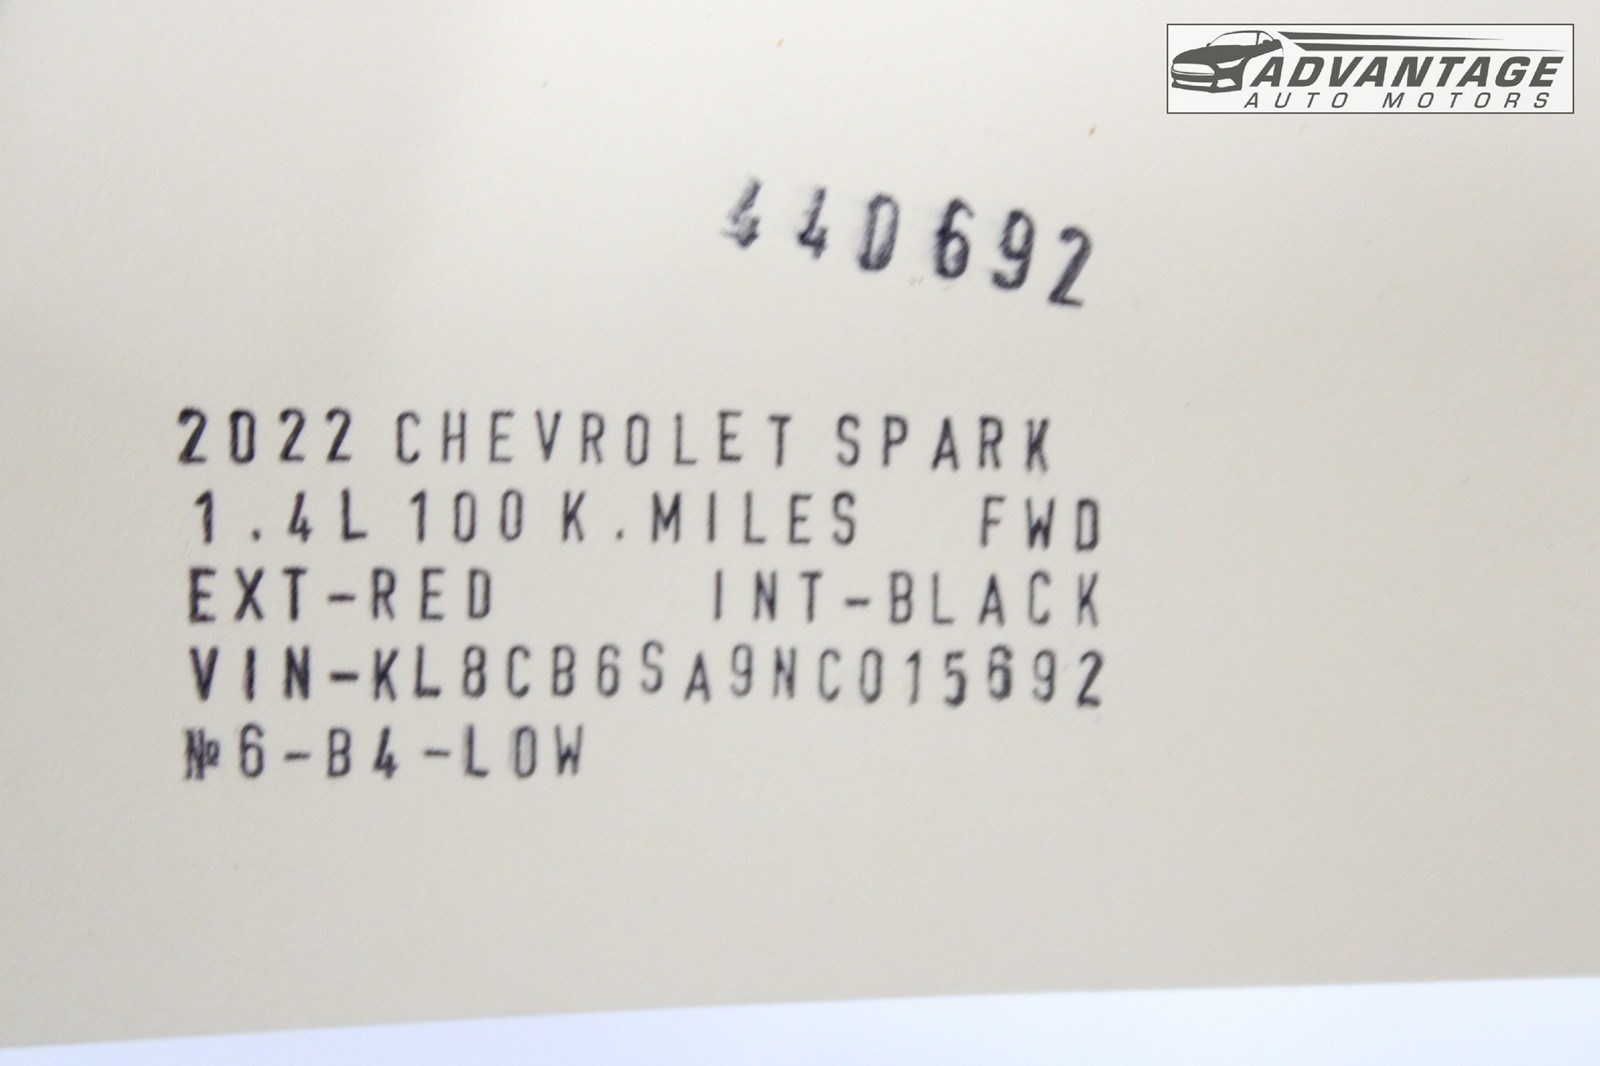 ADVANTAGE
AUTO MOTORS
440692
2022 CHEVROLET SPARK
1.4L 100K.MILES FWD
EXT-RED INT-BLACK
VIN-KL8CB6SA9NC015692
№6-B4-LOW